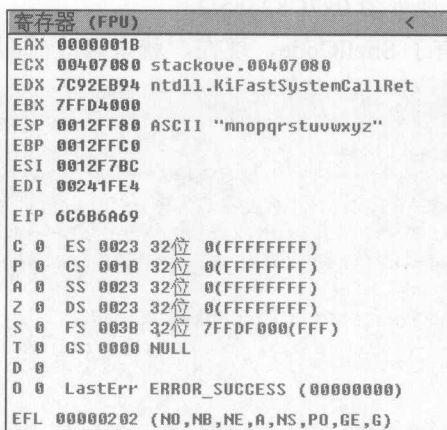 寄存器 (FPU) <
EAX 0000001B
ECX 00407080 stackove.00407080
EDX 7C92EB94 ntdll.KiFastSystemCallRet
EBX 7FFD4000
ESP 0012FF80 ASCII "mnopqrstuvwxyz"
EBP 0012FFC0
ESI 0012F7BC
EDI 00241FE4
EIP 6C6B6A69
C 0 ES 0023 32位 0(FFFFFFFF)
P 0 CS 001B 32位 0(FFFFFFFF)
A 0 SS 0023 32位 0(FFFFFFFF)
Z 0 DS 0023 32位 0(FFFFFFFF)
S 0 FS 003B 32位 7FFDF000(FFF)
T 0 GS 0000 NULL
D 0
O 0 LastErr ERROR_SUCCESS (00000000)
EFL 00000202 (NO,NB,NE,A,NS,PO,GE,G)